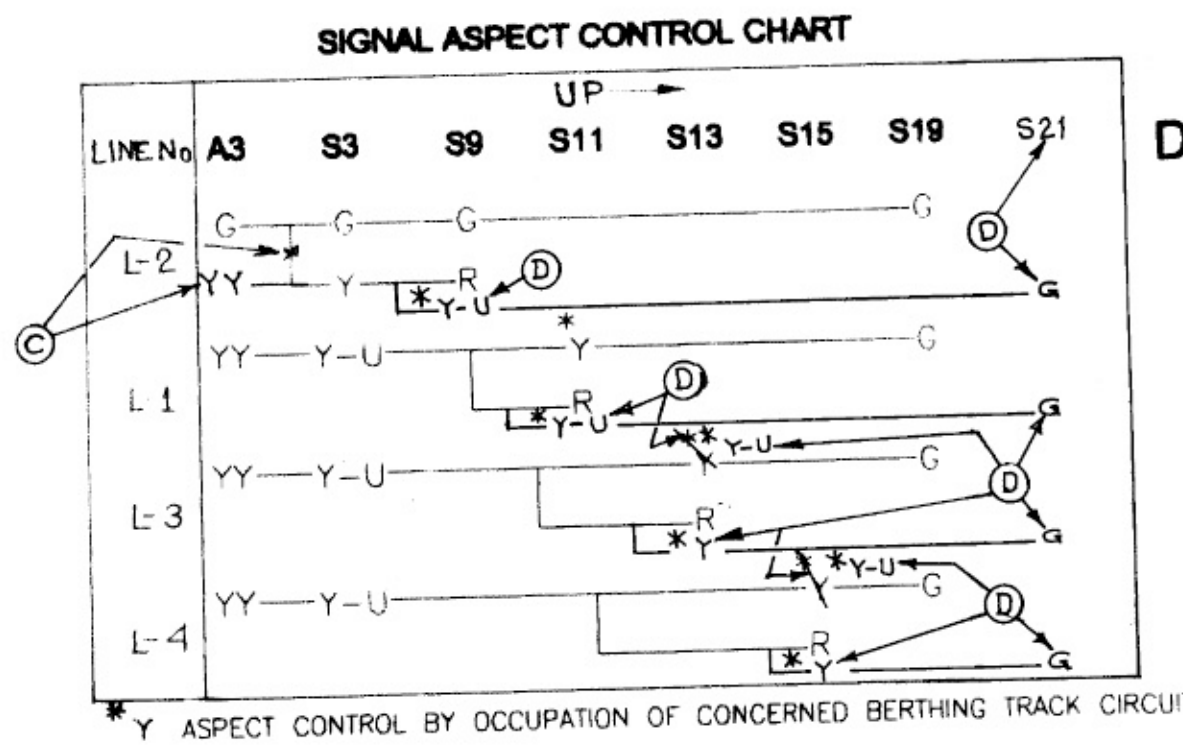 SIGNAL ASPECT CONTROL CHART
UP
LINE No A3 S3 S9 S11 S13 S15 S19 S21 D
G G G G D
L-2 YY Y R D
* Y-U G
C
* 
YY Y-U Y G
L-1 R D
* Y-U G
* * Y-U
YY Y-U Y G
L-3 R D
* Y G
* * Y-U
YY Y-U Y G D
L-4 R
* Y G
* Y ASPECT CONTROL BY OCCUPATION OF CONCERNED BERTHING TRACK CIRCUI